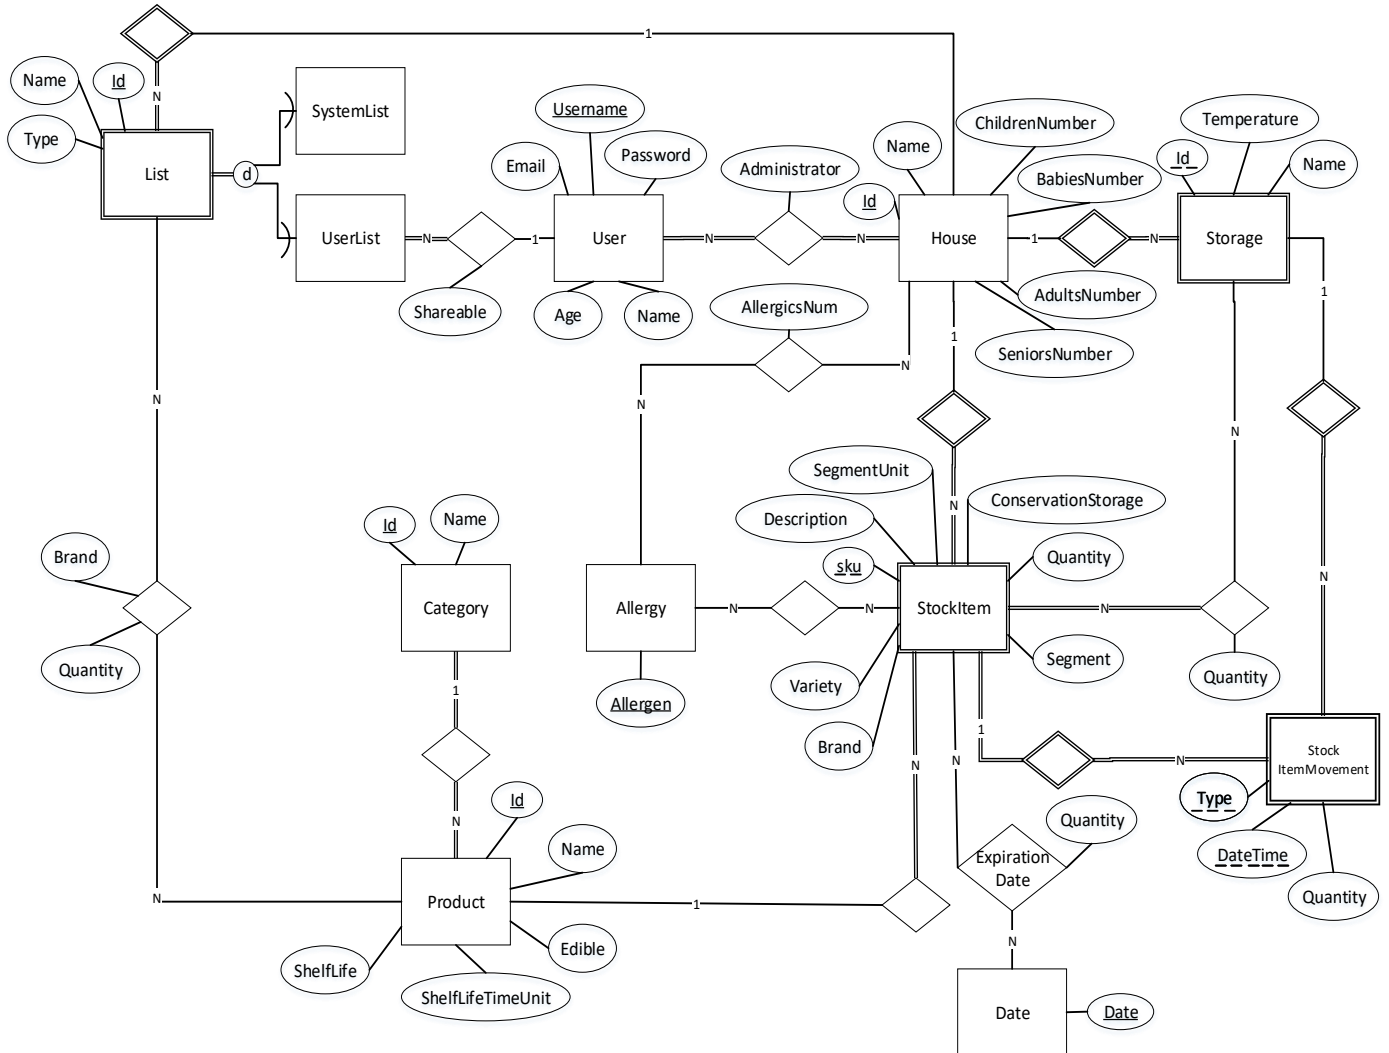 1
Name
Id
N
SystemList
Username
ChildrenNumber
Temperature
Type
Email
Password
Administrator
Name
Id
Name
List
d
BabiesNumber
Id
UserList
N
1
User
N
N
House
1
N
Storage
Shareable
Age
Name
AllergicsNum
AdultsNumber
1
1
SeniorsNumber
N
N
N
N
SegmentUnit
ConservationStorage
N
Id
Name
Description
Brand
sku
Quantity
N
Category
Allergy
N
N
StockItem
N
Quantity
Segment
Quantity
1
Allergen
Variety
Brand
1
Stock
ItemMovement
N
N
N
Type
Id
N
Quantity
Name
Expiration
Date
DateTime
N
Product
1
Quantity
Edible
N
ShelfLife
ShelfLifeTimeUnit
Date
Date